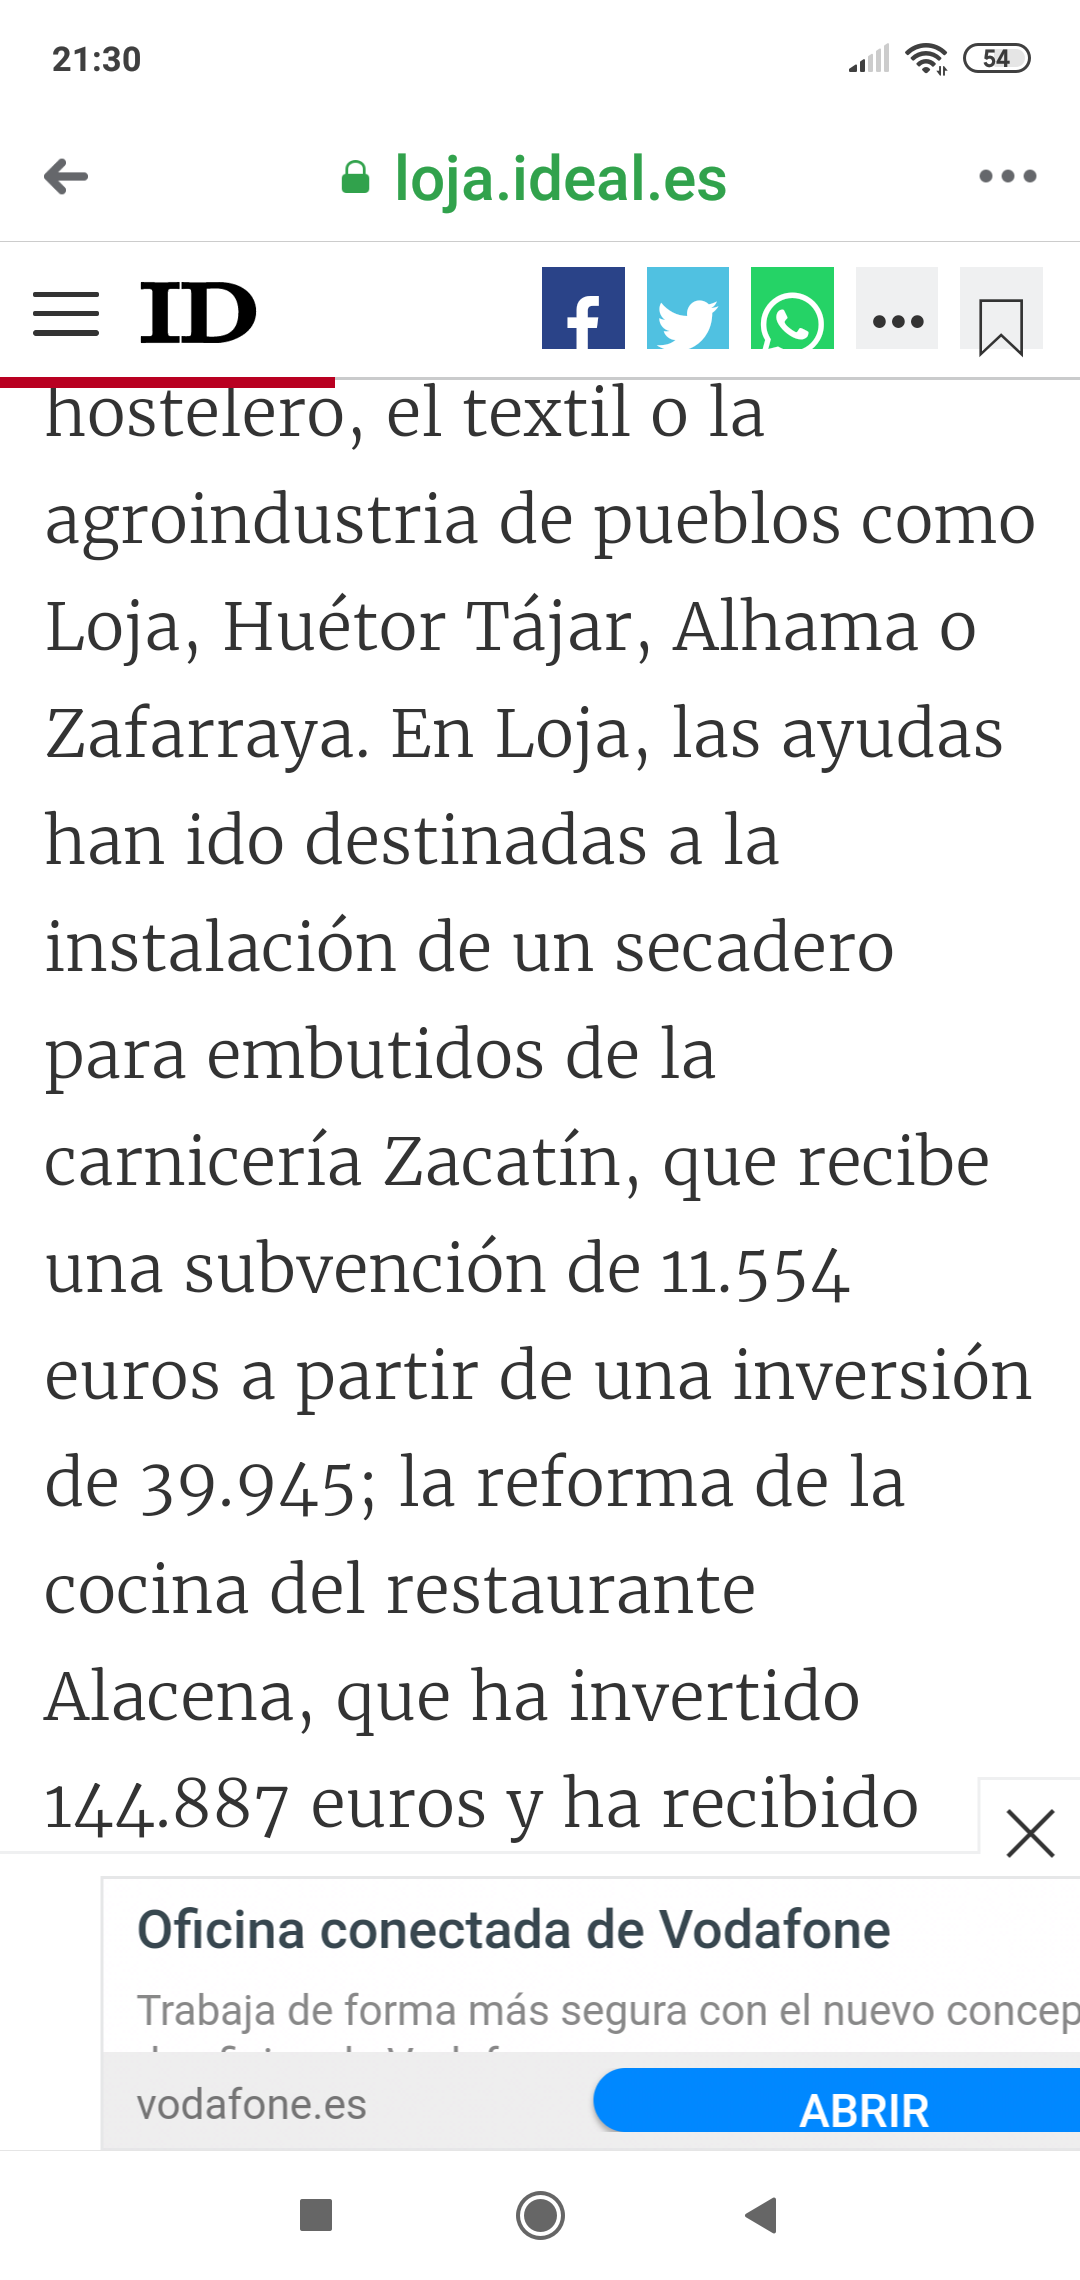 21:30
54
loja.ideal.es
ID
hostelero, el textil o la
agroindustria de pueblos como
Loja, Huétor Tájar, Alhama o
Zafarraya. En Loja, las ayudas
han ido destinadas a la
instalación de un secadero
para embutidos de la
carnicería Zacatín, que recibe
una subvención de 11.554
euros a partir de una inversión
de 39.945; la reforma de la
cocina del restaurante
Alacena, que ha invertido
144.887 euros y ha recibido
Oficina conectada de Vodafone
Trabaja de forma más segura con el nuevo concep
vodafone.es
ABRIR